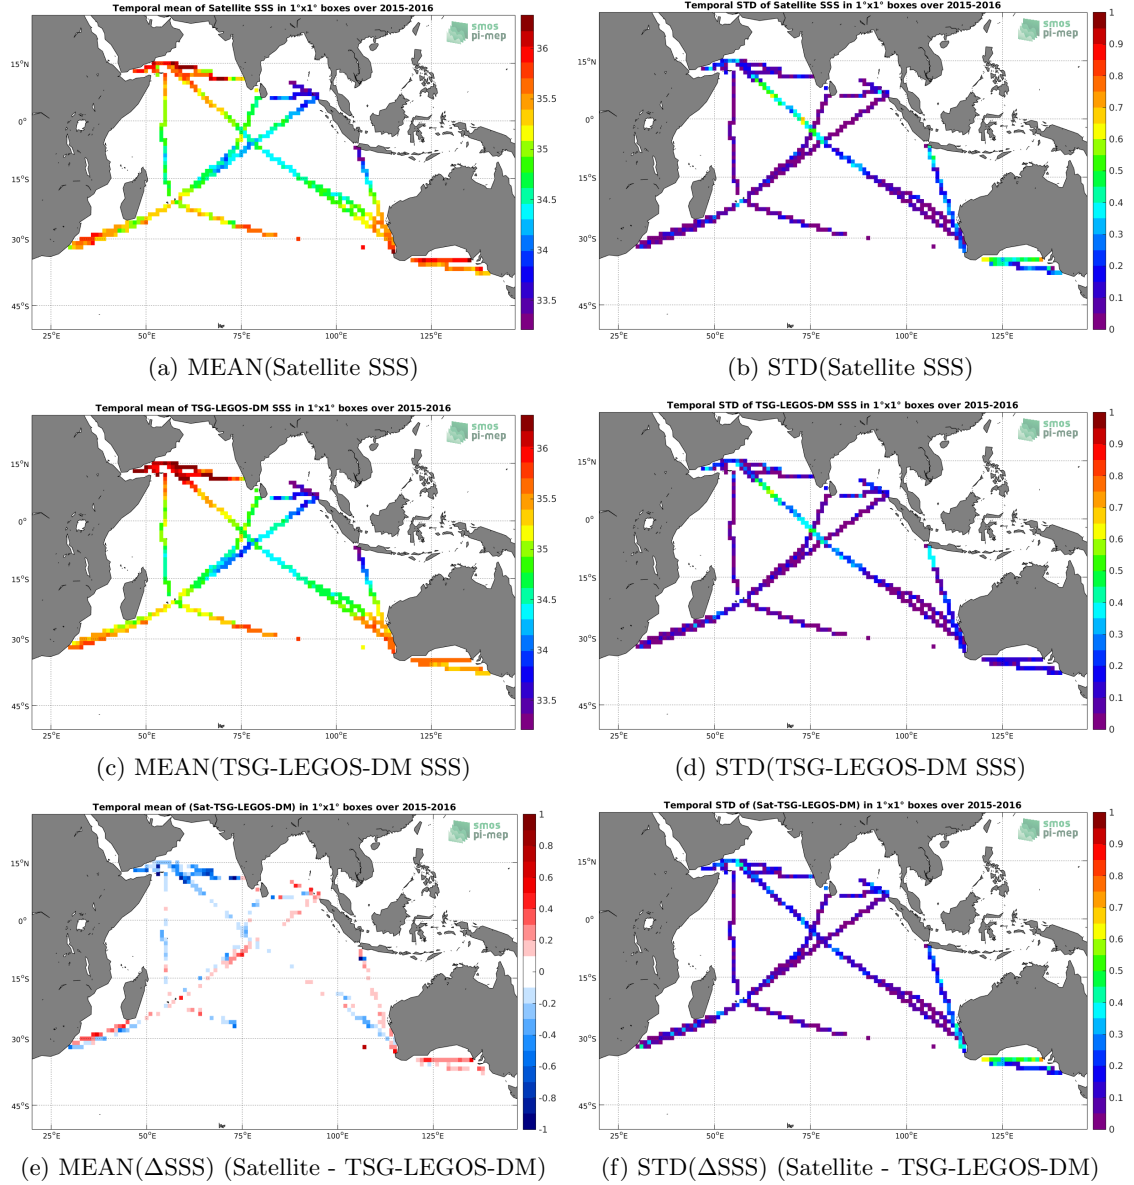 Temporal mean of Satellite SSS in 1°x1° boxes over 2015-2016
smos
pi-mep
36
35.5
35
34.5
34
33.5
15°N
0°
15°S
30°S
45°S
25°E
50°E
75°E
100°E
125°E
(a) MEAN(Satellite SSS)
Temporal STD of Satellite SSS in 1°x1° boxes over 2015-2016
smos
pi-mep
1
0.9
0.8
0.7
0.6
0.5
0.4
0.3
0.2
0.1
0
15°N
0°
15°S
30°S
45°S
25°E
50°E
75°E
100°E
125°E
(b) STD(Satellite SSS)
Temporal mean of TSG-LEGOS-DM SSS in 1°x1° boxes over 2015-2016
smos
pi-mep
36
35.5
35
34.5
34
33.5
15°N
0°
15°S
30°S
45°S
25°E
50°E
75°E
100°E
125°E
(c) MEAN(TSG-LEGOS-DM SSS)
Temporal STD of TSG-LEGOS-DM SSS in 1°x1° boxes over 2015-2016
smos
pi-mep
1
0.9
0.8
0.7
0.6
0.5
0.4
0.3
0.2
0.1
0
15°N
0°
15°S
30°S
45°S
25°E
50°E
75°E
100°E
125°E
(d) STD(TSG-LEGOS-DM SSS)
Temporal mean of (Sat-TSG-LEGOS-DM) in 1°x1° boxes over 2015-2016
smos
pi-mep
1
0.8
0.6
0.4
0.2
0
-0.2
-0.4
-0.6
-0.8
-1
15°N
0°
15°S
30°S
45°S
25°E
50°E
75°E
100°E
125°E
(e) MEAN(ΔSSS) (Satellite - TSG-LEGOS-DM)
Temporal STD of (Sat-TSG-LEGOS-DM) in 1°x1° boxes over 2015-2016
smos
pi-mep
1
0.9
0.8
0.7
0.6
0.5
0.4
0.3
0.2
0.1
0
15°N
0°
15°S
30°S
45°S
25°E
50°E
75°E
100°E
125°E
(f) STD(ΔSSS) (Satellite - TSG-LEGOS-DM)